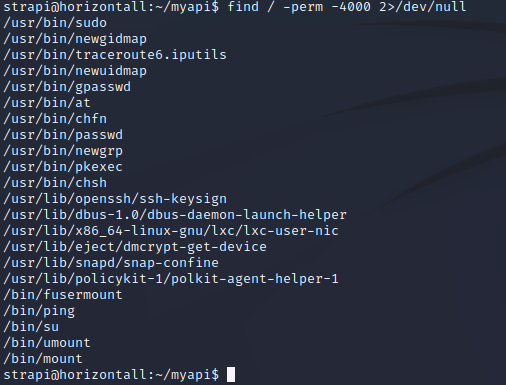 strapi@horizontall:~/myapi$ find / -perm -4000 2>/dev/null
/usr/bin/sudo
/usr/bin/newgidmap
/usr/bin/traceroute6.iputils
/usr/bin/newuidmap
/usr/bin/gpasswd
/usr/bin/at
/usr/bin/chfn
/usr/bin/passwd
/usr/bin/newgrp
/usr/bin/pkexec
/usr/bin/chsh
/usr/lib/openssh/ssh-keysign
/usr/lib/dbus-1.0/dbus-daemon-launch-helper
/usr/lib/x86_64-linux-gnu/lxc/lxc-user-nic
/usr/lib/eject/dmcrypt-get-device
/usr/lib/snapd/snap-confine
/usr/lib/policykit-1/polkit-agent-helper-1
/bin/fusermount
/bin/ping
/bin/su
/bin/umount
/bin/mount
strapi@horizontall:~/myapi$